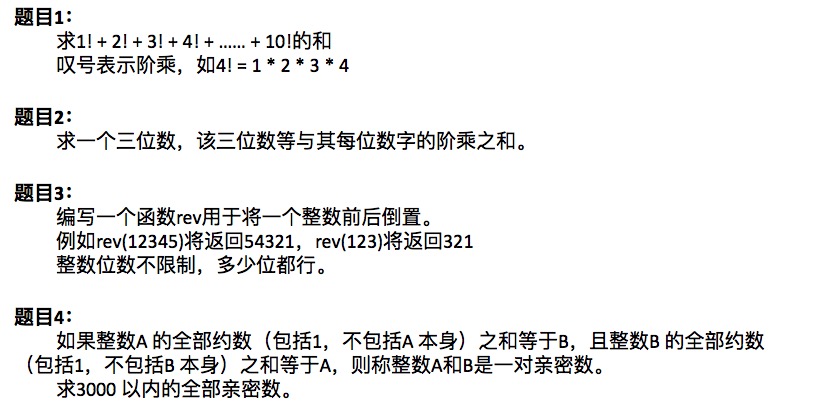 题目1：
求1! + 2! + 3! + 4! + …… + 10!的和
叹号表示阶乘，如4! = 1 * 2 * 3 * 4
题目2：
求一个三位数，该三位数等与其每位数字的阶乘之和。
题目3：
编写一个函数rev用于将一个整数前后倒置。
例如rev(12345)将返回54321，rev(123)将返回321
整数位数不限制，多少位都行。
题目4：
如果整数A 的全部约数（包括1，不包括A 本身）之和等于B，且整数B 的全部约数
（包括1，不包括B 本身）之和等于A，则称整数A和B是一对亲密数。
求3000 以内的全部亲密数。